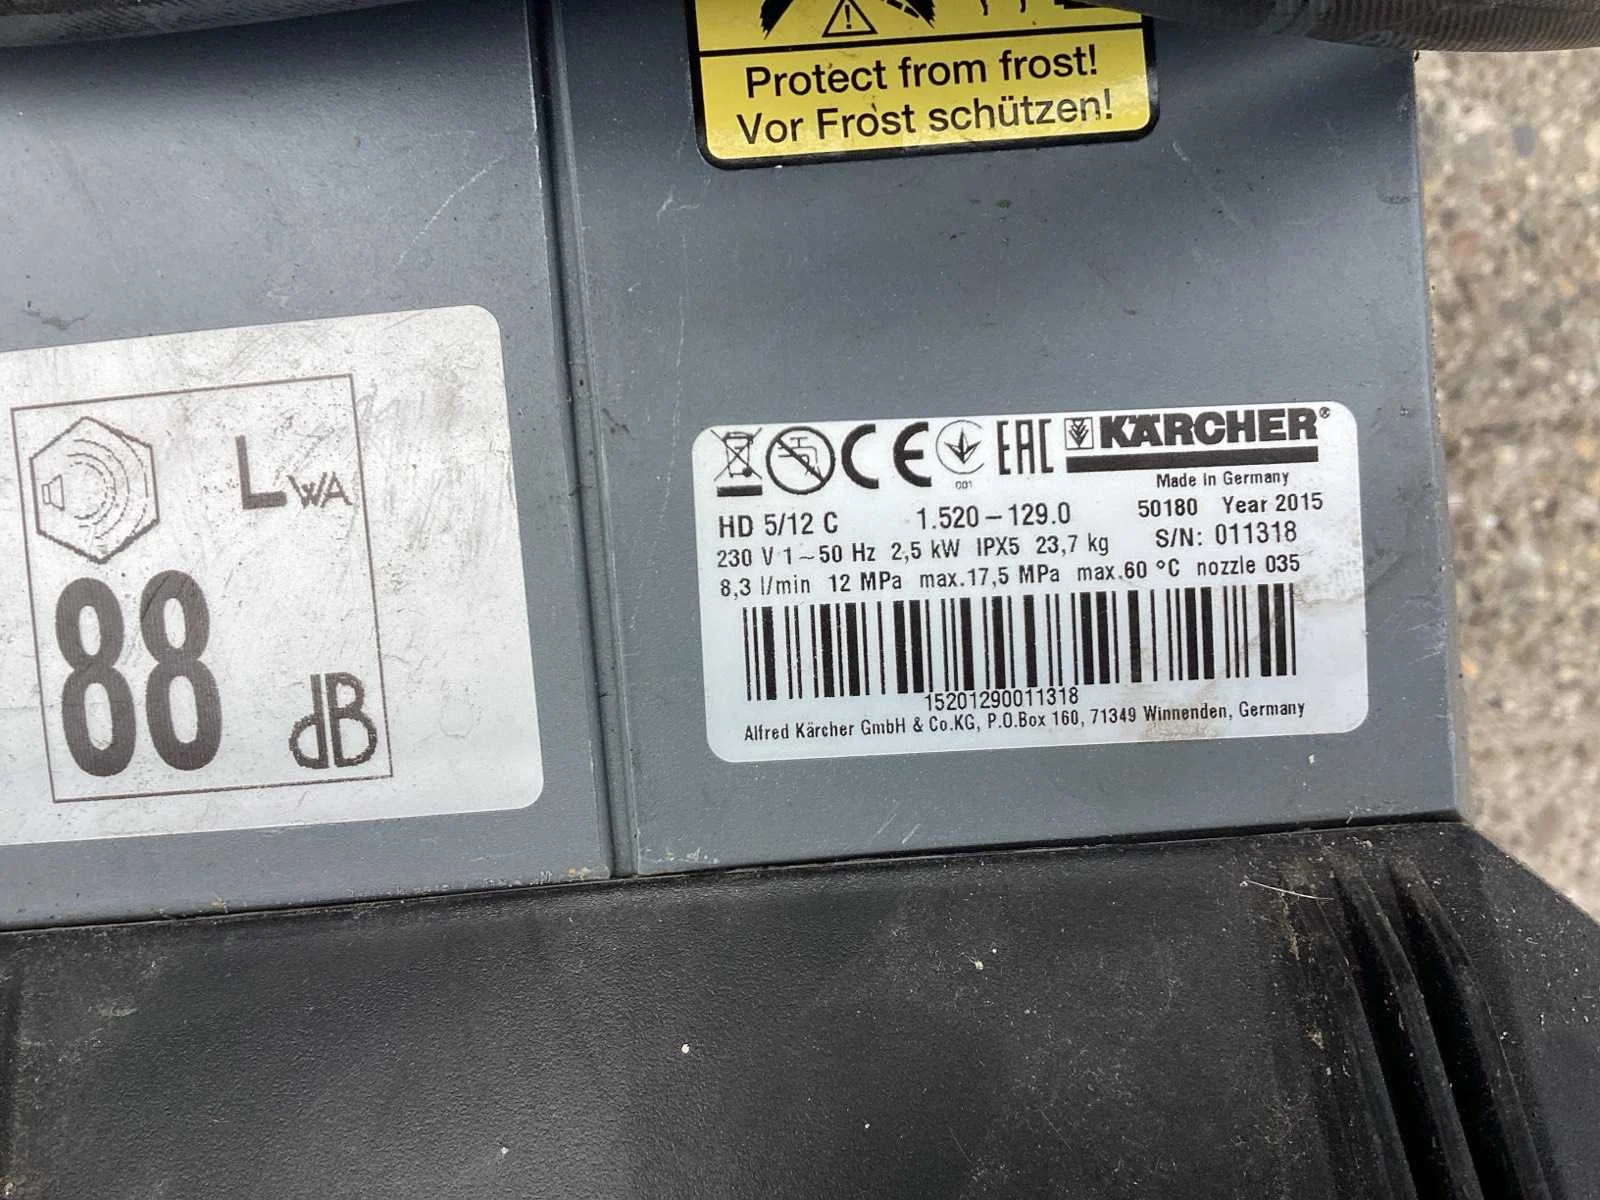 Protect from frost!
Vor Frost schützen!
LWA
88 dB
001
EAC KÄRCHER®
Made in Germany
HD 5/12 C 1.520-129.0 50180 Year 2015
230 V 1~50 Hz 2,5 kW IPX5 23,7 kg S/N: 011318
8,3 l/min 12 MPa max.17,5 MPa max.60 °C nozzle 035
15201290011318
Alfred Kärcher GmbH & Co.KG, P.O.Box 160, 71349 Winnenden, Germany